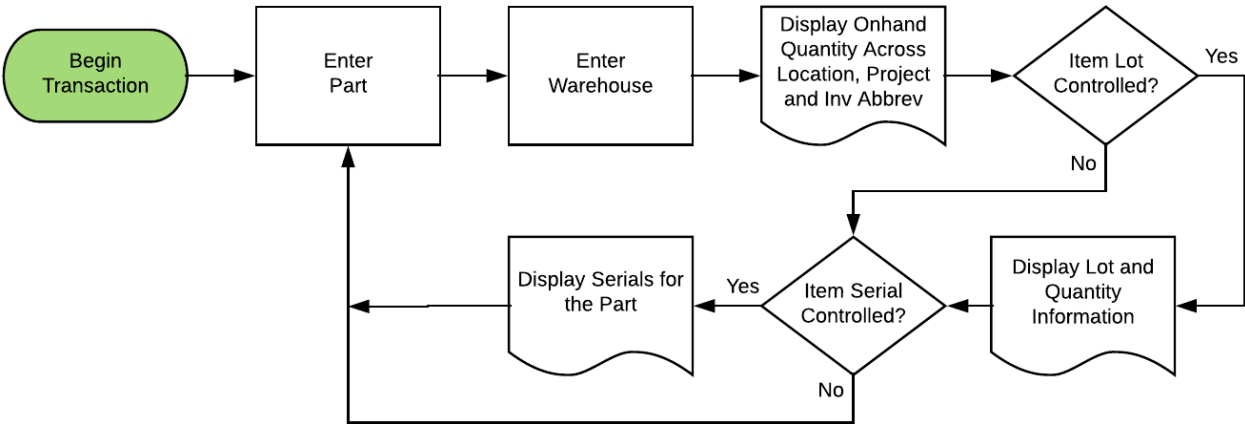 Begin
Transaction
Enter
Part
Enter
Warehouse
Display Onhand
Quantity Across
Location, Project
and Inv Abbrev
Item Lot
Controlled?
Yes
No
Display Lot and
Quantity
Information
Item Serial
Controlled?
Yes
No
Display Serials for
the Part